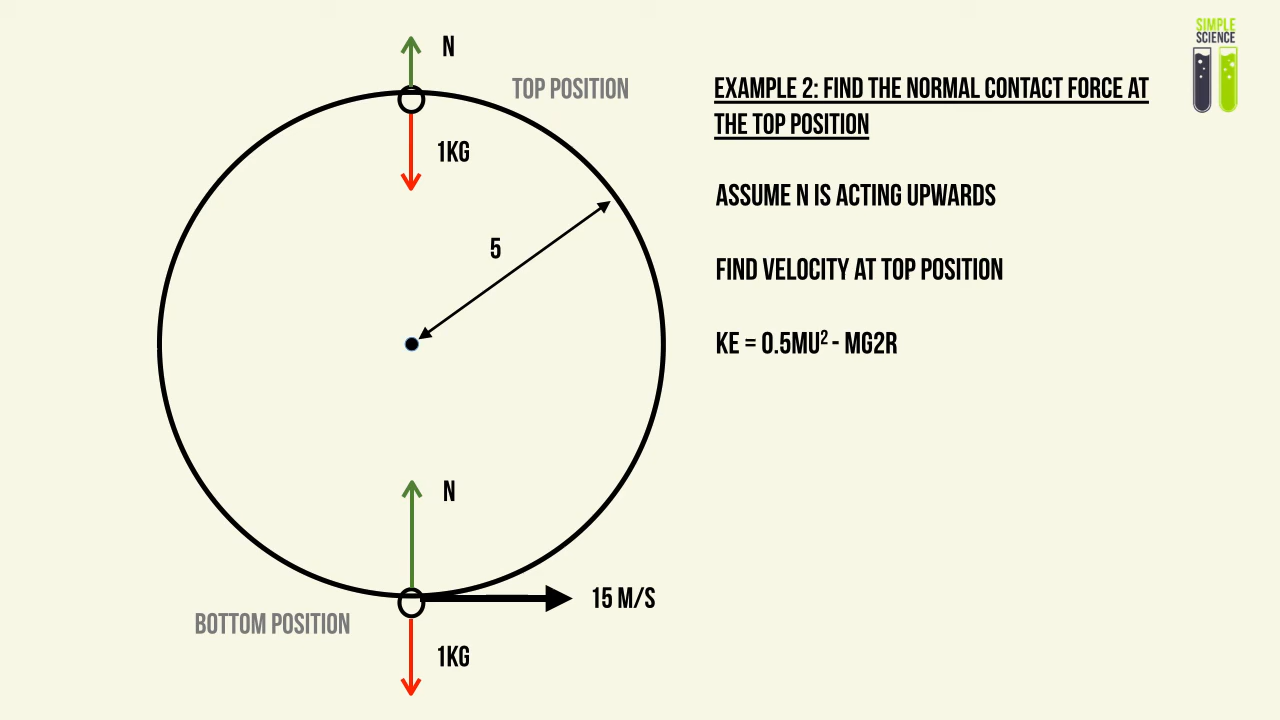 SIMPLE
SCIENCE
N
TOP POSITION
EXAMPLE 2: FIND THE NORMAL CONTACT FORCE AT
THE TOP POSITION
1KG
ASSUME N IS ACTING UPWARDS
5
FIND VELOCITY AT TOP POSITION
KE = 0.5MU² - MG2R
N
15 M/S
BOTTOM POSITION
1KG